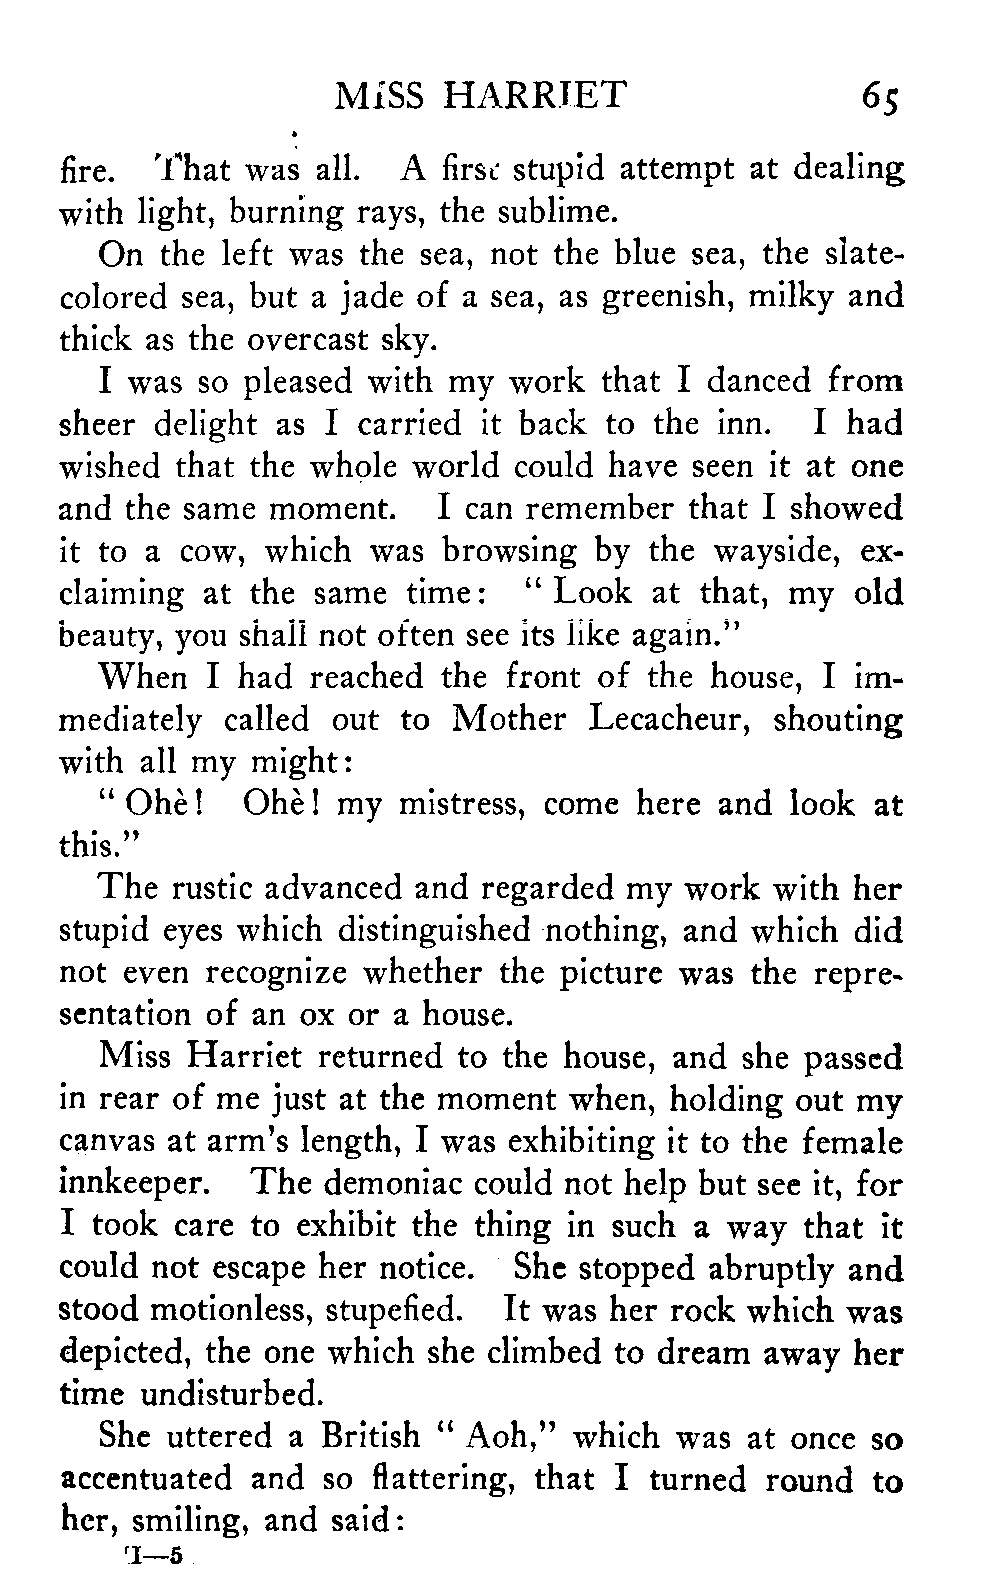 MISS HARRIET 65
fire. That was all. A first stupid attempt at dealing
with light, burning rays, the sublime.
On the left was the sea, not the blue sea, the slate-
colored sea, but a jade of a sea, as greenish, milky and
thick as the overcast sky.
I was so pleased with my work that I danced from
sheer delight as I carried it back to the inn. I had
wished that the whole world could have seen it at one
and the same moment. I can remember that I showed
it to a cow, which was browsing by the wayside, ex-
claiming at the same time: “ Look at that, my old
beauty, you shall not often see its like again.”
When I had reached the front of the house, I im-
mediately called out to Mother Lecacheur, shouting
with all my might:
“ Ohè! Ohè! my mistress, come here and look at
this.”
The rustic advanced and regarded my work with her
stupid eyes which distinguished nothing, and which did
not even recognize whether the picture was the repre-
sentation of an ox or a house.
Miss Harriet returned to the house, and she passed
in rear of me just at the moment when, holding out my
canvas at arm’s length, I was exhibiting it to the female
innkeeper. The demoniac could not help but see it, for
I took care to exhibit the thing in such a way that it
could not escape her notice. She stopped abruptly and
stood motionless, stupefied. It was her rock which was
depicted, the one which she climbed to dream away her
time undisturbed.
She uttered a British “ Aoh,” which was at once so
accentuated and so flattering, that I turned round to
her, smiling, and said:
I—5